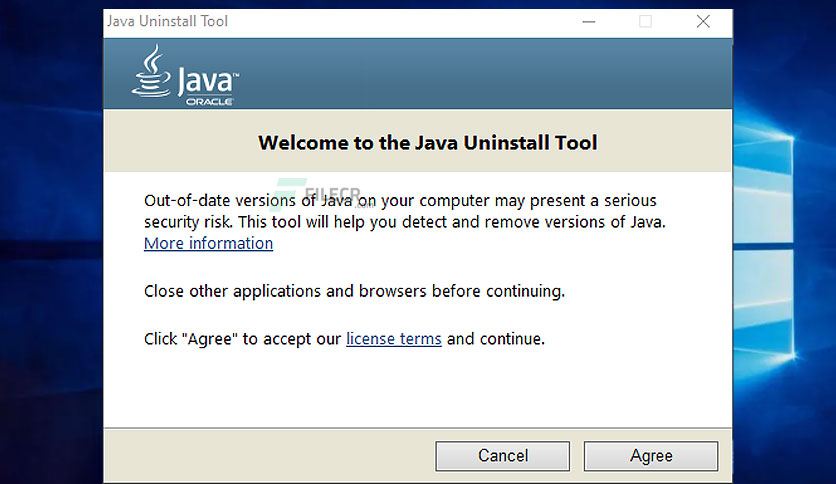 Java Uninstall Tool
Java™
ORACLE
Welcome to the Java Uninstall Tool
FILECR
.com
Out-of-date versions of Java on your computer may present a serious
security risk. This tool will help you detect and remove versions of Java.
More information
Close other applications and browsers before continuing.
Click "Agree" to accept our license terms and continue.
Cancel
Agree